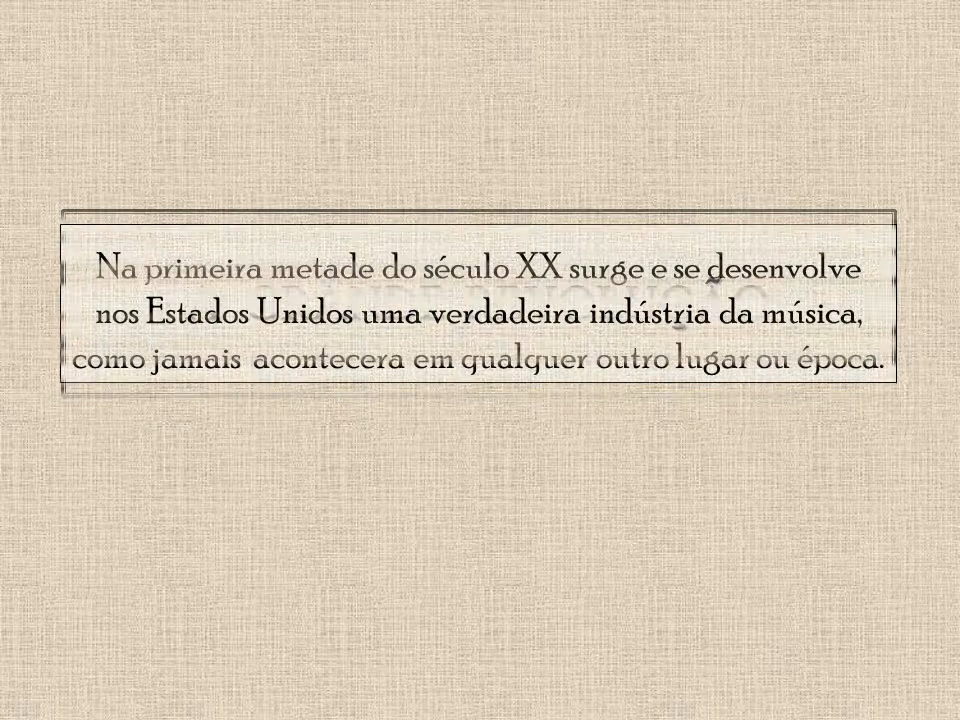 Na primeira metade do século XX surge e se desenvolve
nos Estados Unidos uma verdadeira indústria da música,
como jamais acontecera em qualquer outro lugar ou época.